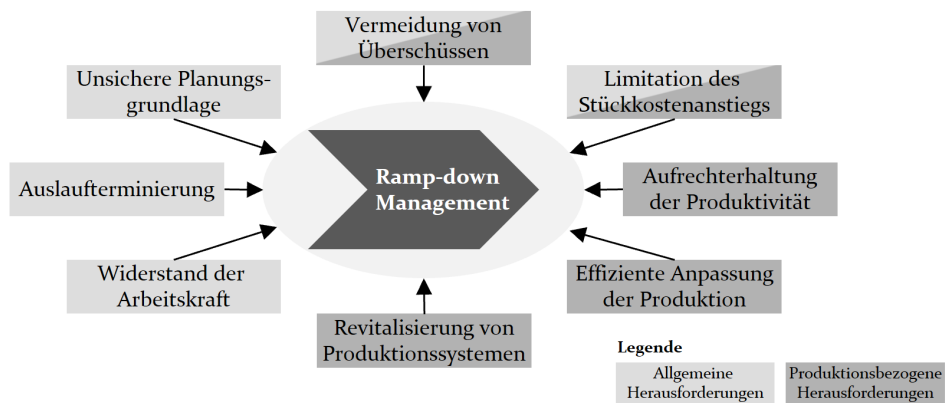 Vermeidung von
Überschüssen
Unsichere Planungs-
grundlage
Limitation des
Stückkostenanstiegs
Auslaufterminierung
Ramp-down
Management
Aufrechterhaltung
der Produktivität
Widerstand der
Arbeitskraft
Effiziente Anpassung
der Produktion
Revitalisierung von
Produktionssystemen
Legende
Allgemeine
Herausforderungen
Produktionsbezogene
Herausforderungen